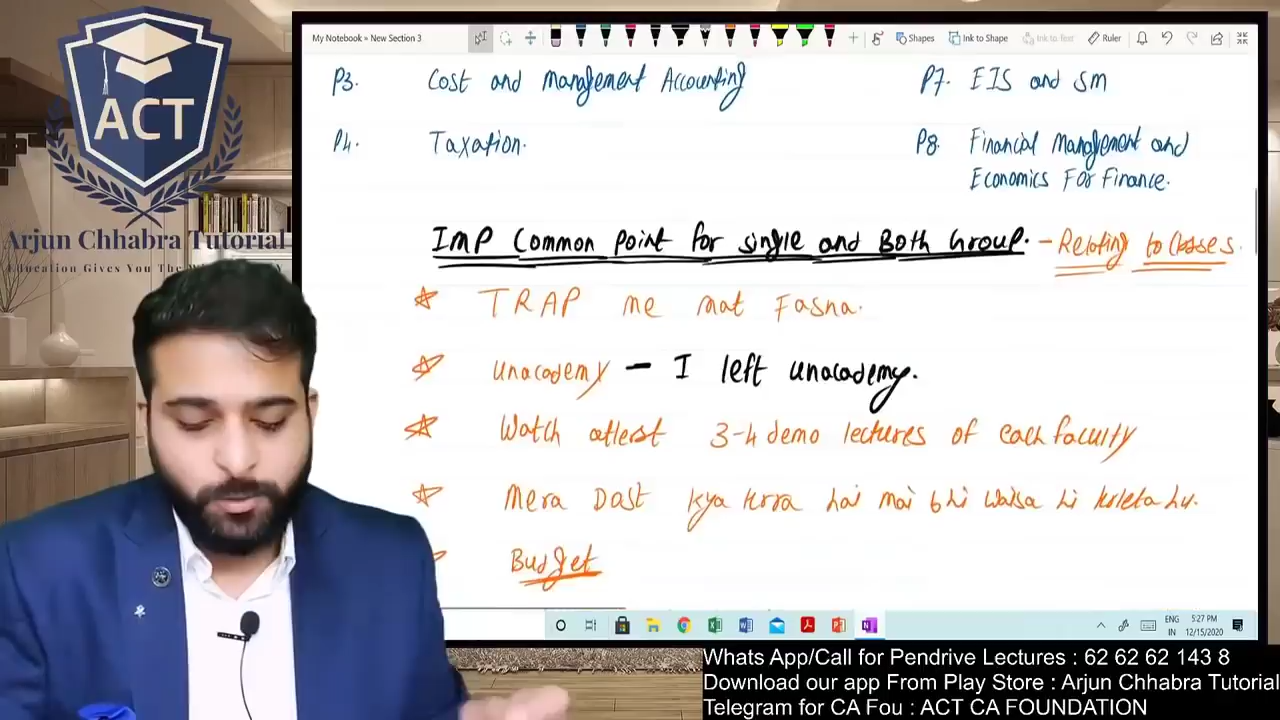 My Notebook » New Section 3
Shapes
Ink to Shape
Ink to Text
Ruler
P3. Cost and Management Accounting
P7. EIS and SM
P4. Taxation.
P8. Financial Management and
Economics For Finance.
IMP Common point for single and Both Group. - Relating to classes.
TRAP me mat Fasna.
unacademy - I left unacademy.
Watch atlest 3-4 demo lectures of each faculty
Mera Dost kya krra hai mai bhi waisa hi krleta hu.
Budget
ACT
Arjun Chhabra Tutorial
Education Gives You The
ENG
IN
5:27 PM
12/15/2020
Whats App/Call for Pendrive Lectures : 62 62 62 143 8
Download our app From Play Store : Arjun Chhabra Tutorial
Telegram for CA Fou : ACT CA FOUNDATION